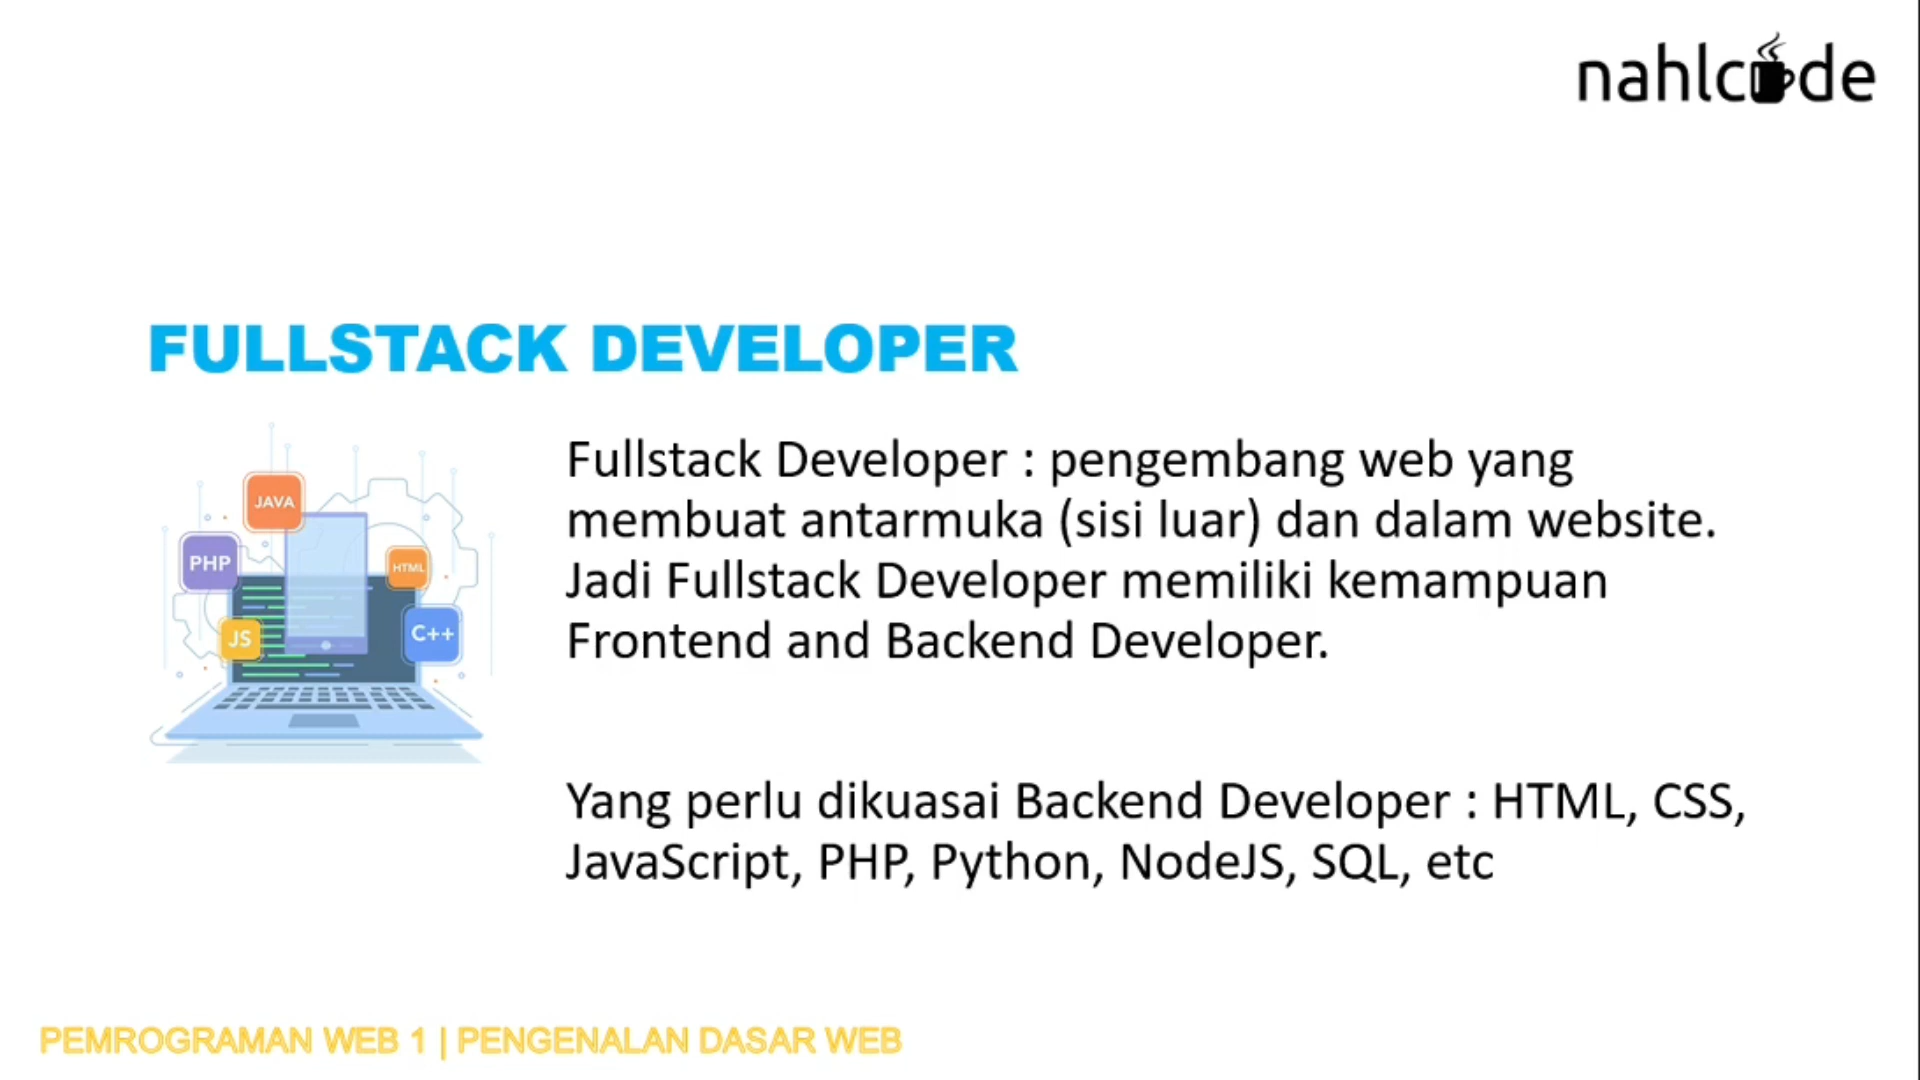 nahlcode
FULLSTACK DEVELOPER
JAVA
PHP
HTML
JS
C++
Fullstack Developer : pengembang web yang
membuat antarmuka (sisi luar) dan dalam website.
Jadi Fullstack Developer memiliki kemampuan
Frontend and Backend Developer.
Yang perlu dikuasai Backend Developer : HTML, CSS,
JavaScript, PHP, Python, NodeJS, SQL, etc
PEMROGRAMAN WEB 1 | PENGENALAN DASAR WEB